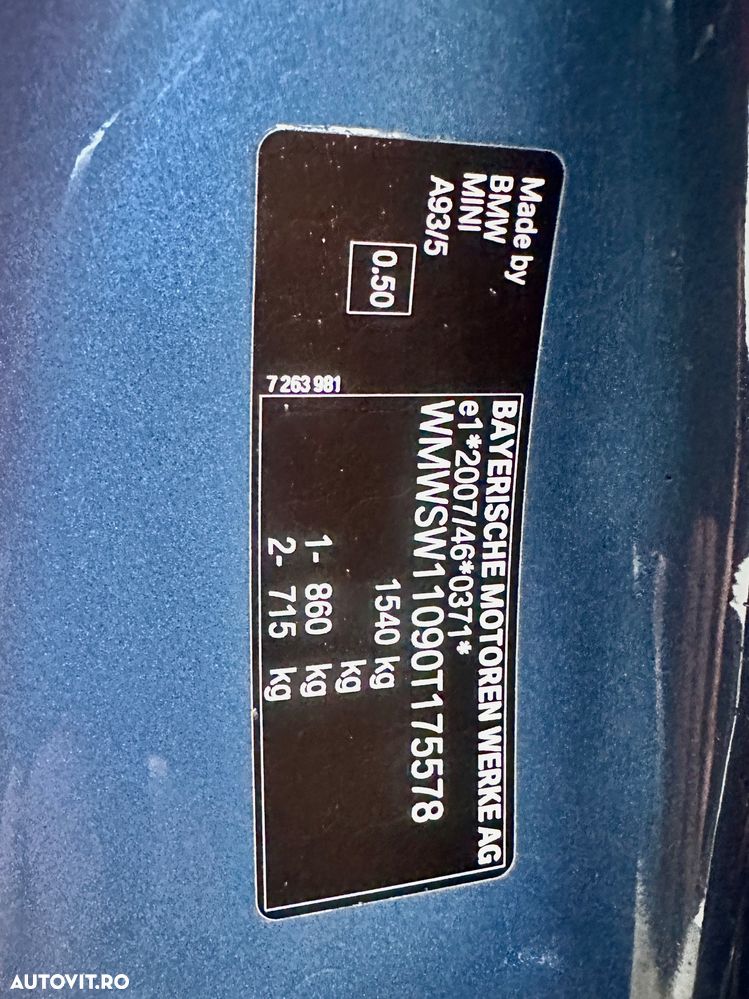 Made by
BMW
MINI
A93/5
0.50
7 263 981
BAYERISCHE MOTOREN WERKE AG
e1*2007/46*0371*
WMWSW11090T175578
1540 kg
kg
1- 860 kg
2- 715 kg
AUTOVIT.RO